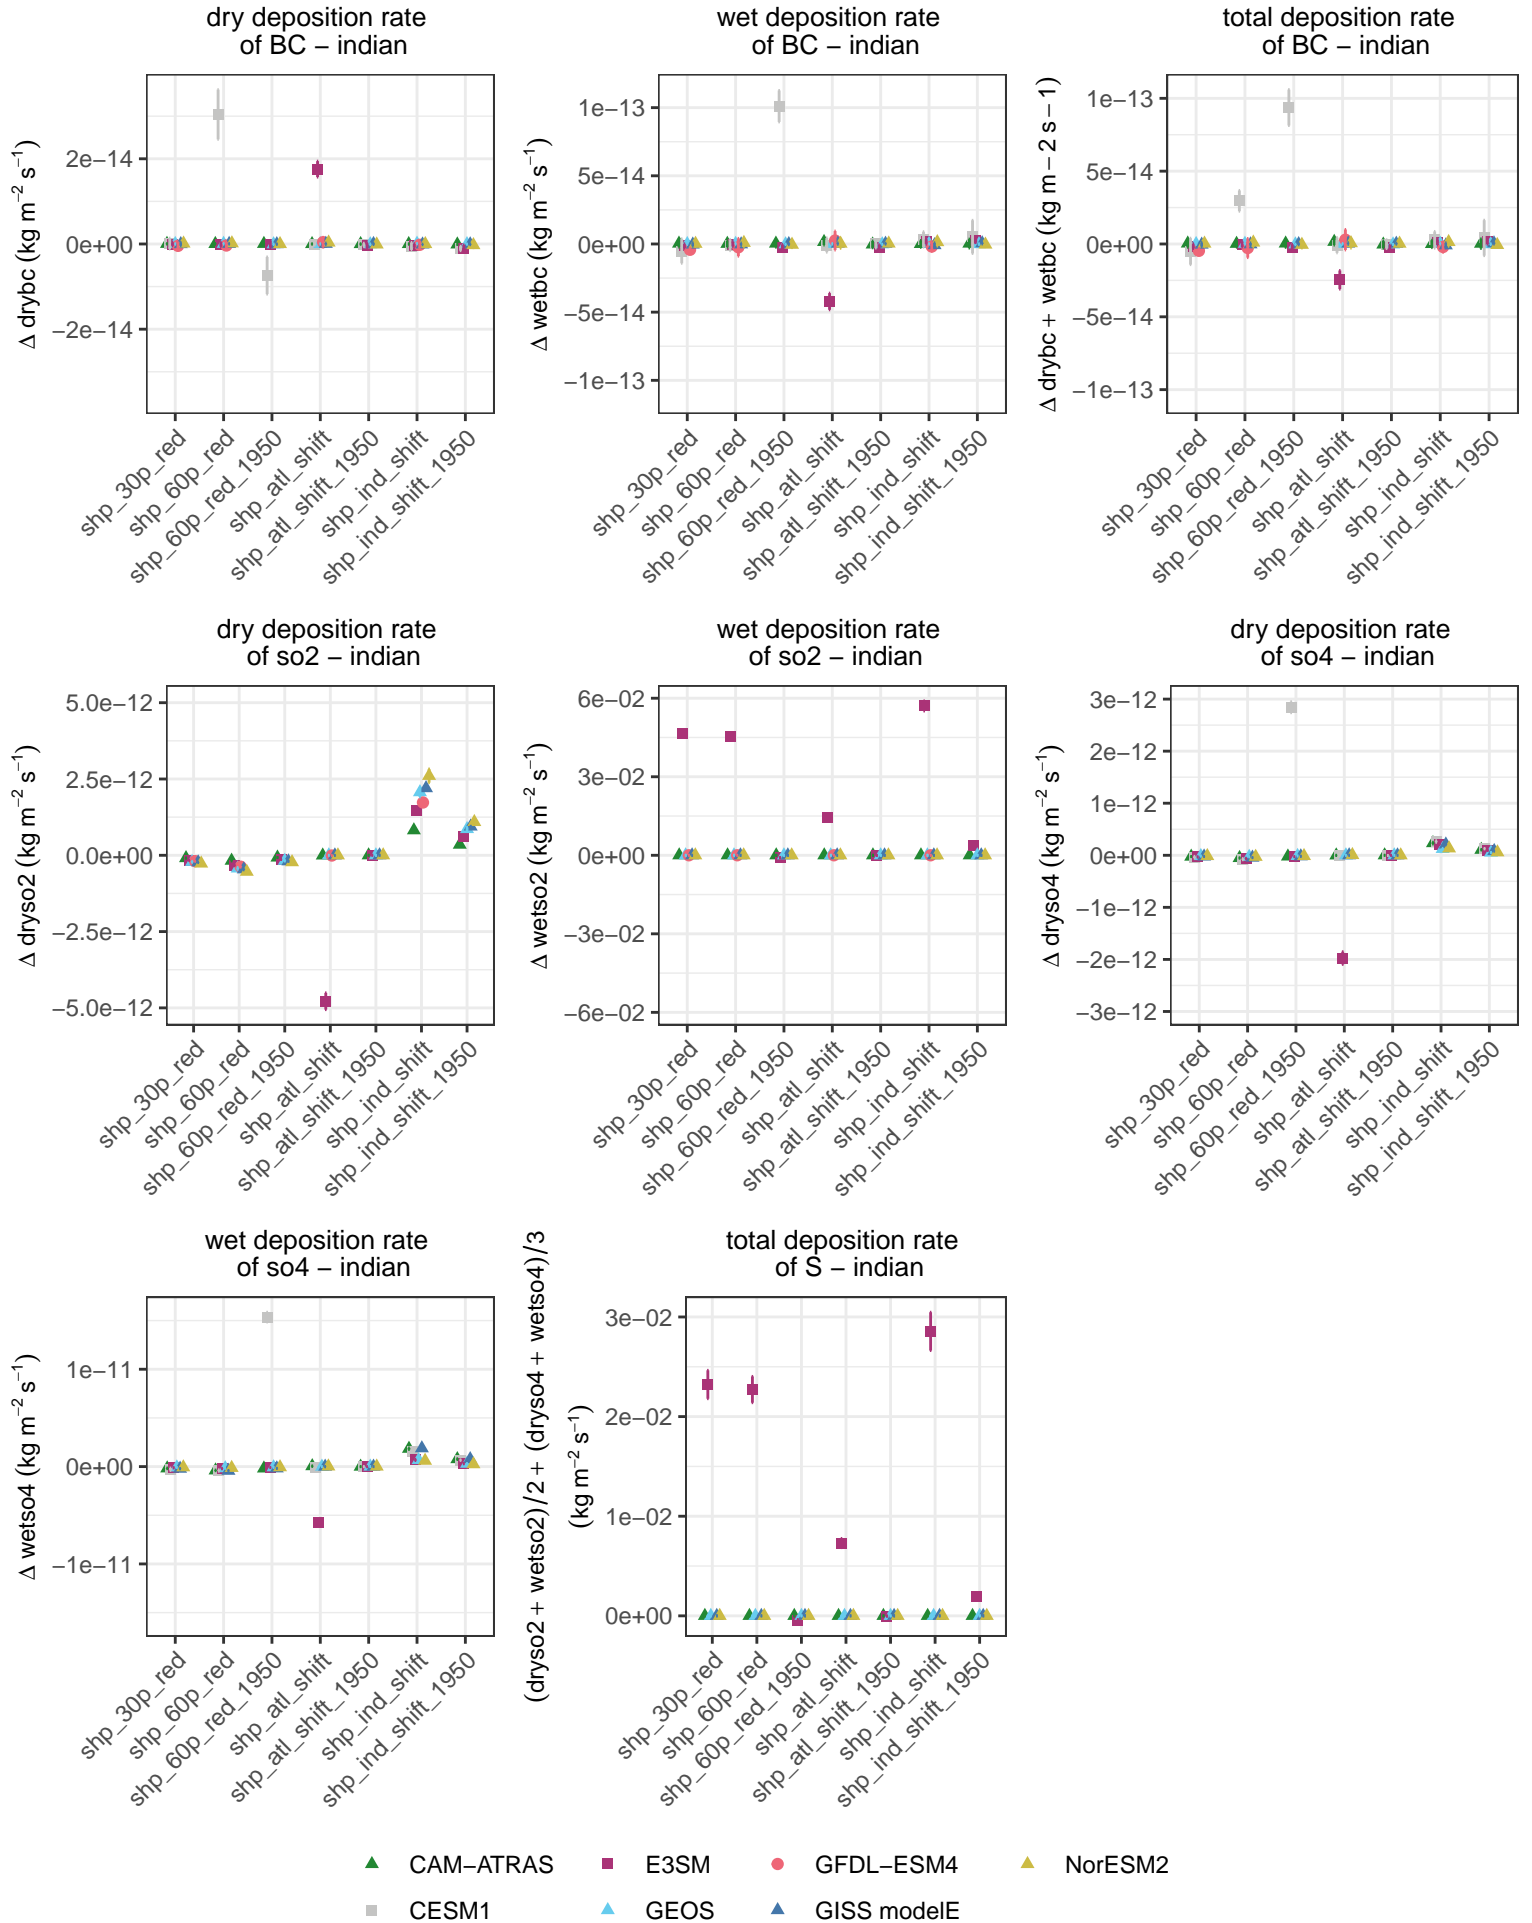 dry deposition rate
of BC − indian
Δ drybc (kg m−2 s−1)
2e−14
0e+00
−2e−14
shp_30p_red
shp_60p_red
shp_60p_red_1950
shp_atl_shift
shp_atl_shift_1950
shp_ind_shift
shp_ind_shift_1950
wet deposition rate
of BC − indian
Δ wetbc (kg m−2 s−1)
1e−13
5e−14
0e+00
−5e−14
−1e−13
shp_30p_red
shp_60p_red
shp_60p_red_1950
shp_atl_shift
shp_atl_shift_1950
shp_ind_shift
shp_ind_shift_1950
total deposition rate
of BC − indian
Δ drybc + wetbc (kg m − 2 s − 1)
1e−13
5e−14
0e+00
−5e−14
−1e−13
shp_30p_red
shp_60p_red
shp_60p_red_1950
shp_atl_shift
shp_atl_shift_1950
shp_ind_shift
shp_ind_shift_1950
dry deposition rate
of so2 − indian
Δ dryso2 (kg m−2 s−1)
5.0e−12
2.5e−12
0.0e+00
−2.5e−12
−5.0e−12
shp_30p_red
shp_60p_red
shp_60p_red_1950
shp_atl_shift
shp_atl_shift_1950
shp_ind_shift
shp_ind_shift_1950
wet deposition rate
of so2 − indian
Δ wetso2 (kg m−2 s−1)
6e−02
3e−02
0e+00
−3e−02
−6e−02
shp_30p_red
shp_60p_red
shp_60p_red_1950
shp_atl_shift
shp_atl_shift_1950
shp_ind_shift
shp_ind_shift_1950
dry deposition rate
of so4 − indian
Δ dryso4 (kg m−2 s−1)
3e−12
2e−12
1e−12
0e+00
−1e−12
−2e−12
−3e−12
shp_30p_red
shp_60p_red
shp_60p_red_1950
shp_atl_shift
shp_atl_shift_1950
shp_ind_shift
shp_ind_shift_1950
wet deposition rate
of so4 − indian
Δ wetso4 (kg m−2 s−1)
1e−11
0e+00
−1e−11
shp_30p_red
shp_60p_red
shp_60p_red_1950
shp_atl_shift
shp_atl_shift_1950
shp_ind_shift
shp_ind_shift_1950
total deposition rate
of S − indian
(dryso2 + wetso2)/2 + (dryso4 + wetso4)/3
(kg m−2 s−1)
3e−02
2e−02
1e−02
0e+00
shp_30p_red
shp_60p_red
shp_60p_red_1950
shp_atl_shift
shp_atl_shift_1950
shp_ind_shift
shp_ind_shift_1950
CAM−ATRAS
E3SM
GFDL−ESM4
NorESM2
CESM1
GEOS
GISS modelE